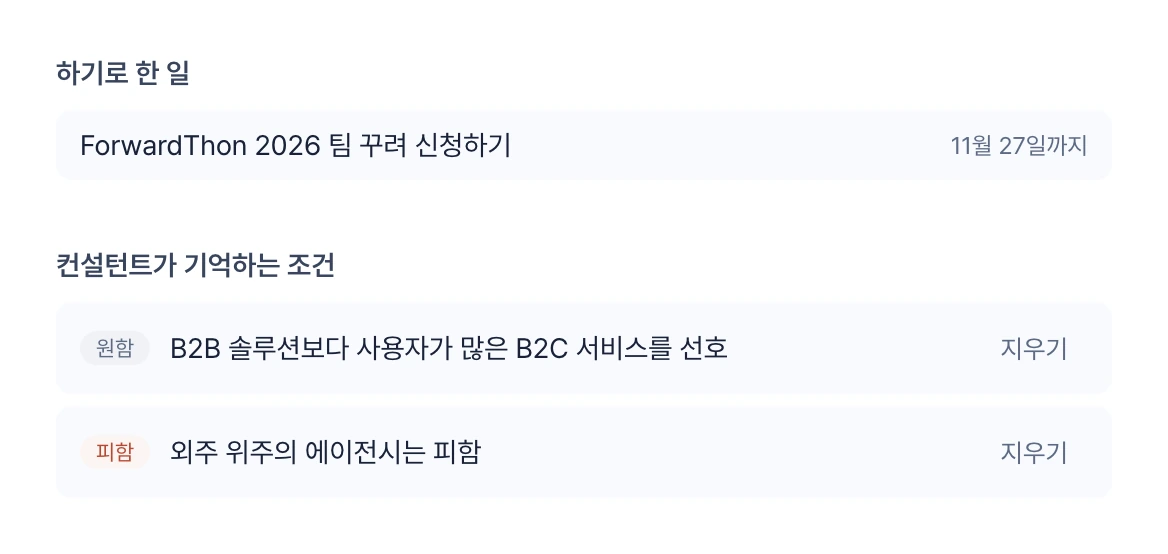 하기로 한 일
ForwardThon 2026 팀 꾸려 신청하기 11월 27일까지
컨설턴트가 기억하는 조건
원함 B2B 솔루션보다 사용자가 많은 B2C 서비스를 선호 지우기
피함 외주 위주의 에이전시는 피함 지우기